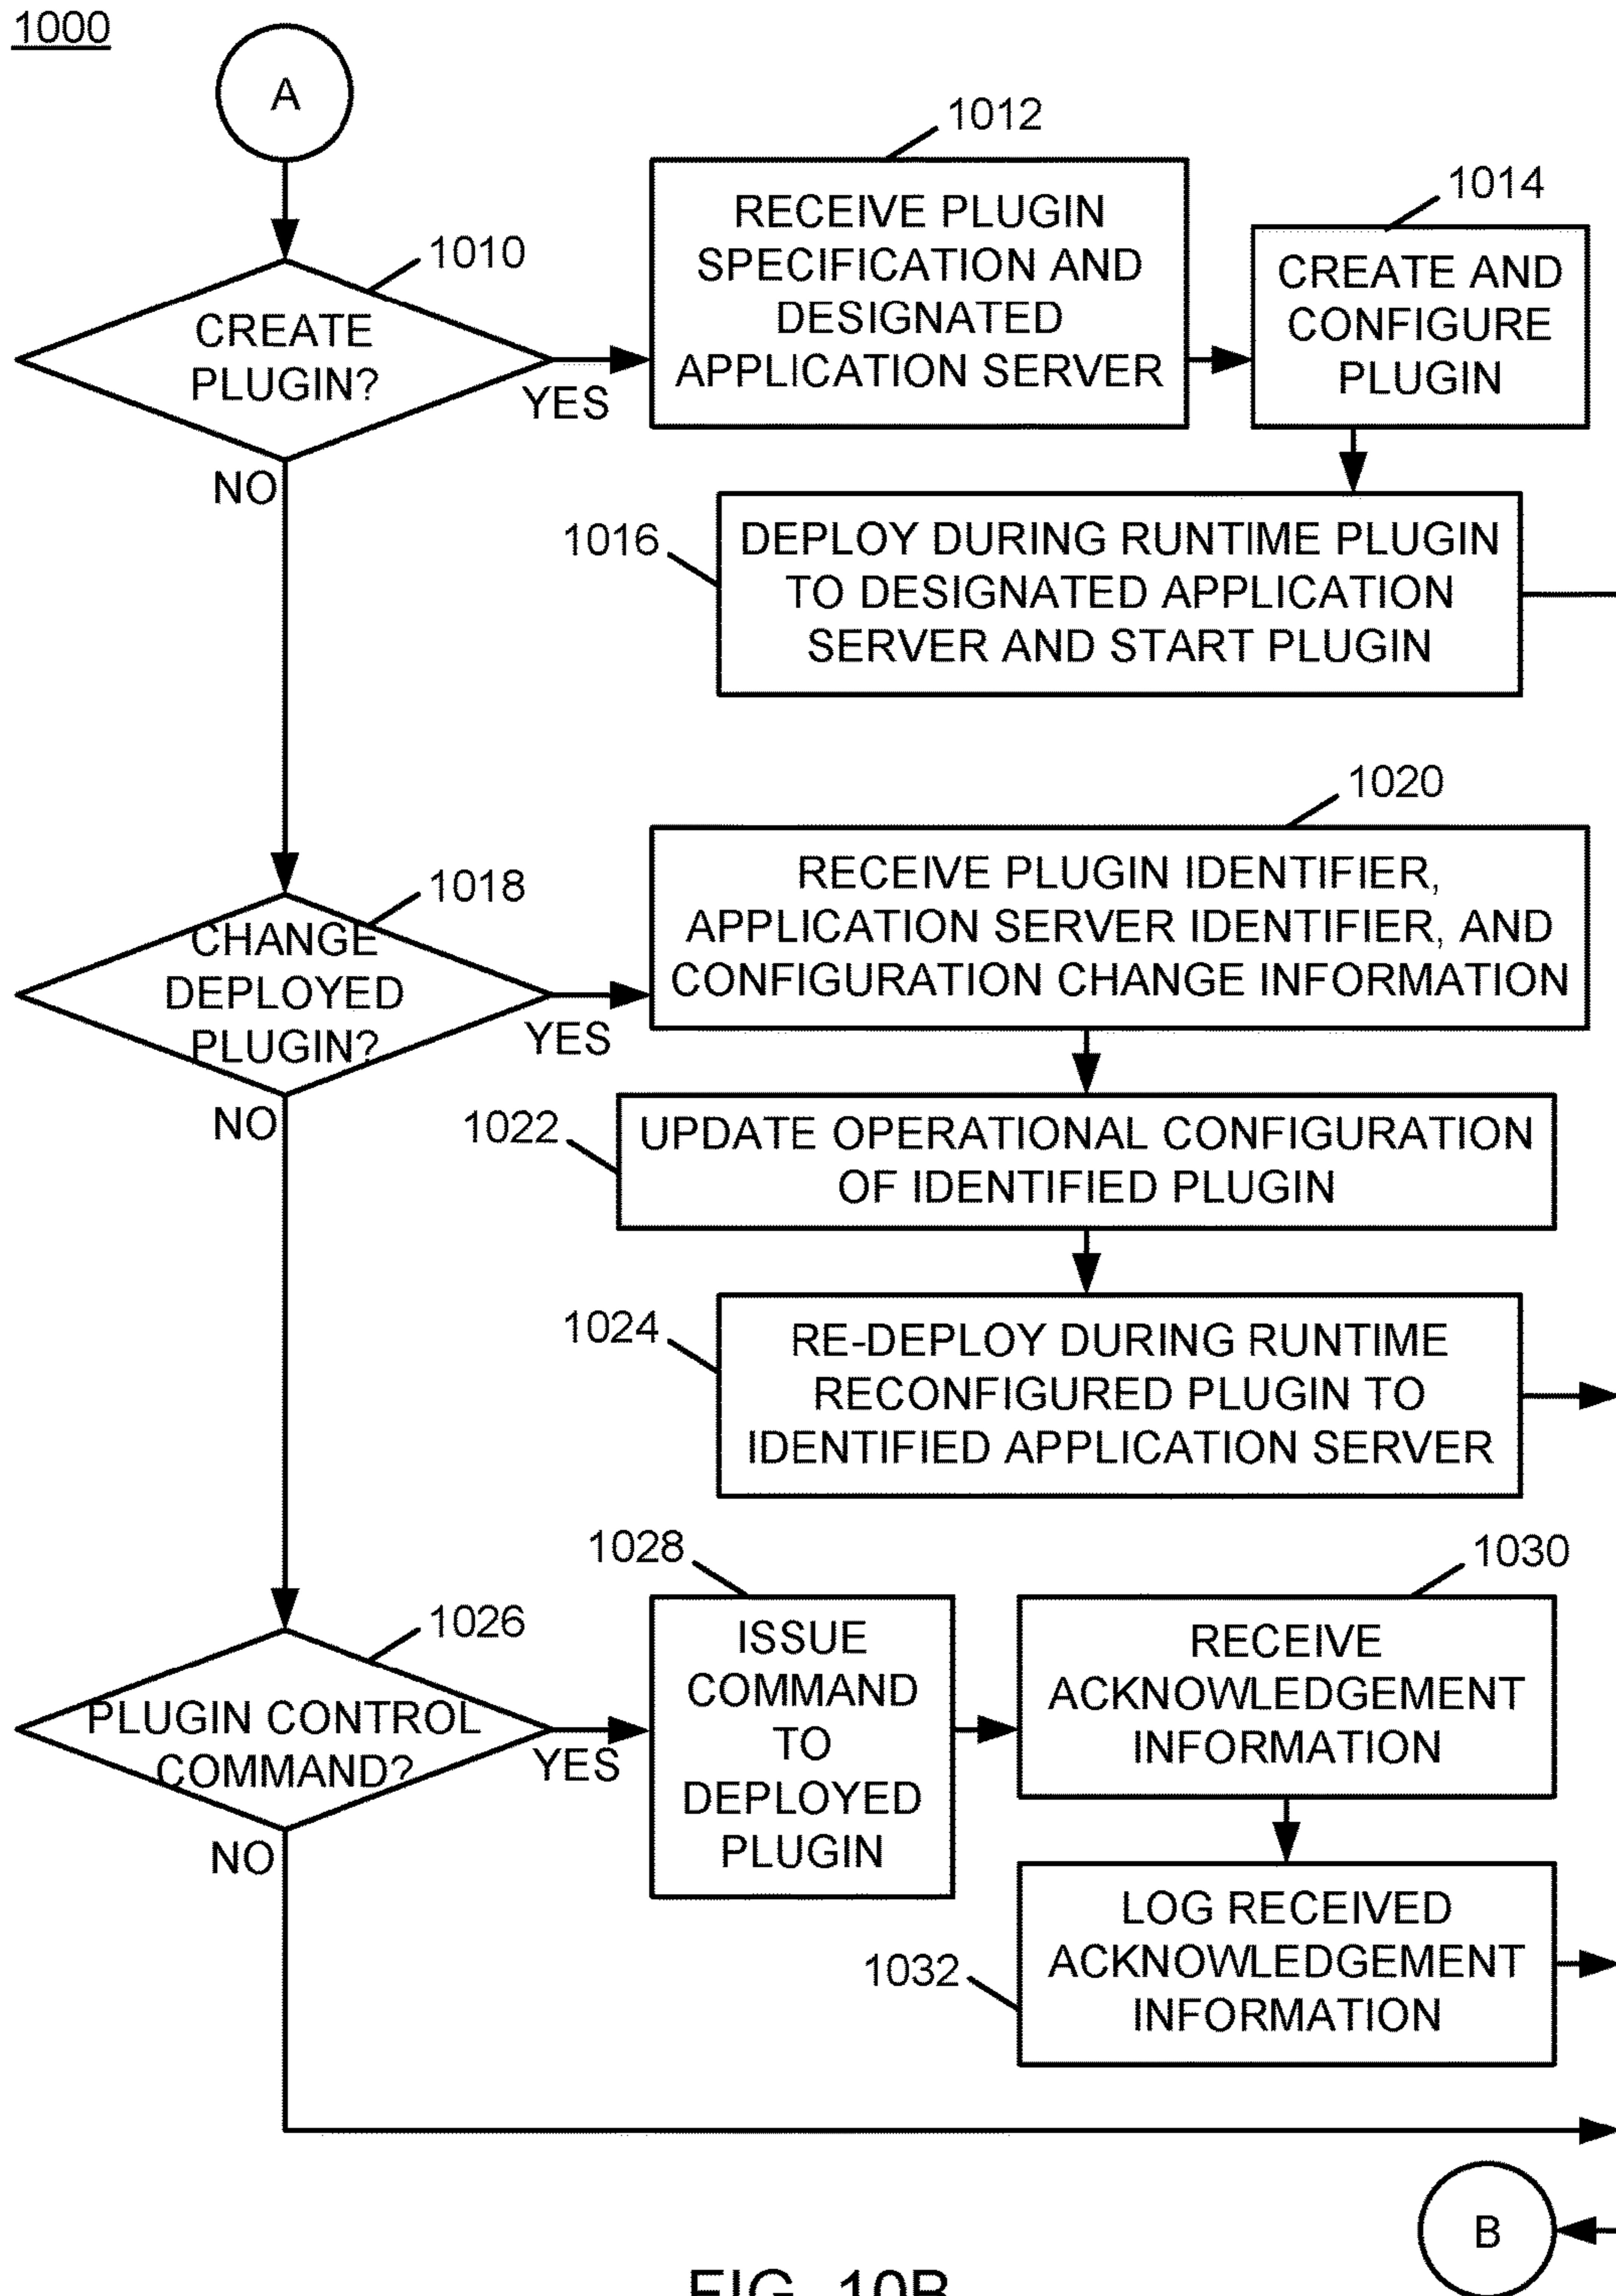 1000
A
1012
1014
RECEIVE PLUGIN
SPECIFICATION AND
DESIGNATED
APPLICATION SERVER
CREATE AND
CONFIGURE
PLUGIN
1010
CREATE
PLUGIN?
YES
NO
1016
DEPLOY DURING RUNTIME PLUGIN
TO DESIGNATED APPLICATION
SERVER AND START PLUGIN
1020
1018
CHANGE
DEPLOYED
PLUGIN?
YES
NO
RECEIVE PLUGIN IDENTIFIER,
APPLICATION SERVER IDENTIFIER, AND
CONFIGURATION CHANGE INFORMATION
1022
UPDATE OPERATIONAL CONFIGURATION
OF IDENTIFIED PLUGIN
1024
RE-DEPLOY DURING RUNTIME
RECONFIGURED PLUGIN TO
IDENTIFIED APPLICATION SERVER
1028
1030
1026
PLUGIN CONTROL
COMMAND?
YES
NO
ISSUE
COMMAND
TO
DEPLOYED
PLUGIN
RECEIVE
ACKNOWLEDGEMENT
INFORMATION
1032
LOG RECEIVED
ACKNOWLEDGEMENT
INFORMATION
B
FIG. 10B